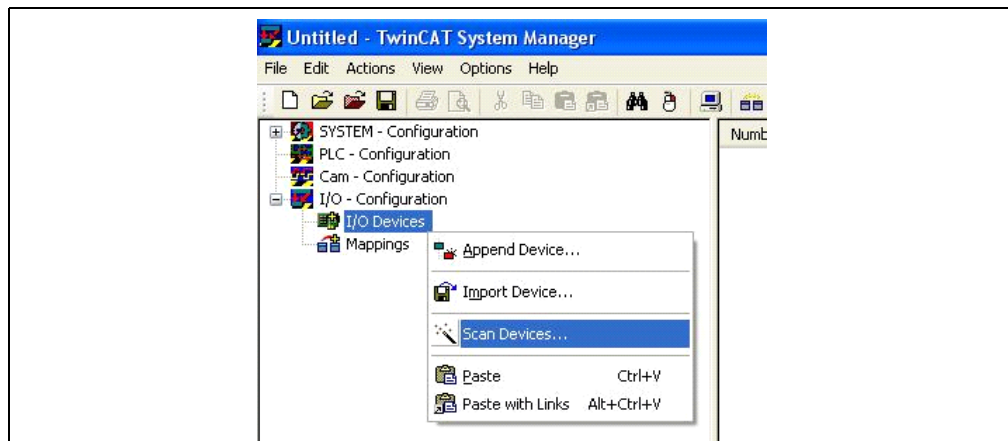 Untitled - TwinCAT System Manager
File Edit Actions View Options Help
SYSTEM - Configuration
PLC - Configuration
Cam - Configuration
I/O - Configuration
I/O Devices
Mappings
Numb
Append Device...
Import Device...
Scan Devices...
Paste Ctrl+V
Paste with Links Alt+Ctrl+V